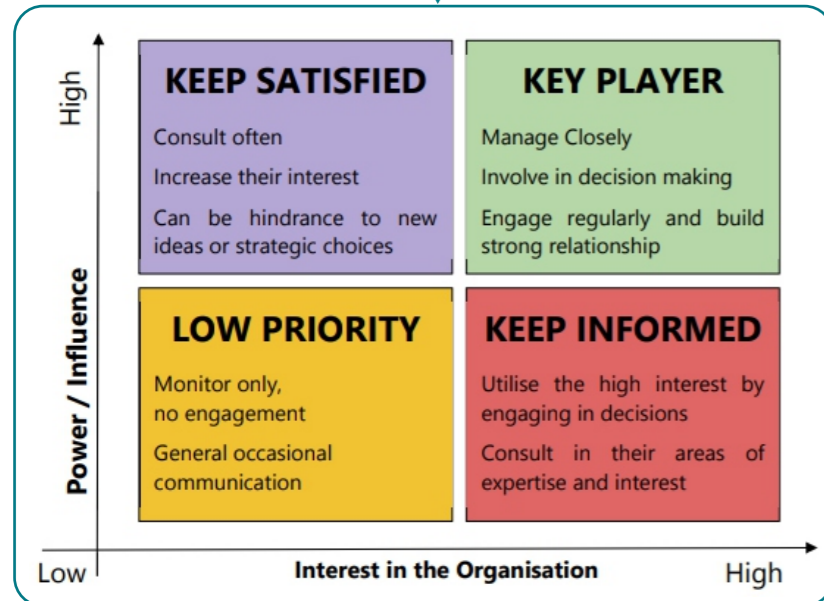 High
Power / Influence
KEEP SATISFIED
Consult often
Increase their interest
Can be hindrance to new
ideas or strategic choices
KEY PLAYER
Manage Closely
Involve in decision making
Engage regularly and build
strong relationship
LOW PRIORITY
Monitor only,
no engagement
General occasional
communication
KEEP INFORMED
Utilise the high interest by
engaging in decisions
Consult in their areas of
expertise and interest
Low
Interest in the Organisation
High